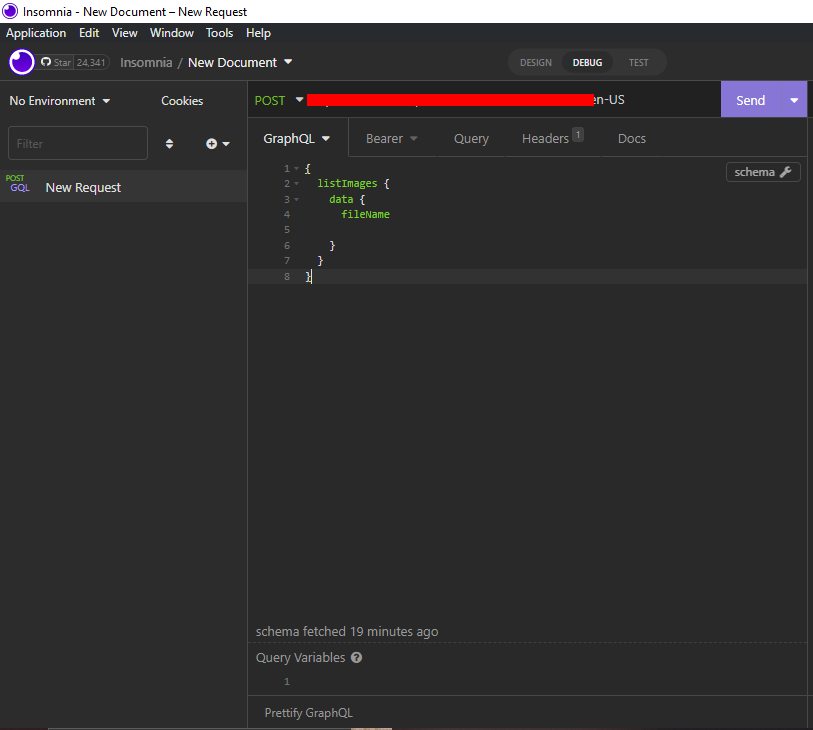 Insomnia - New Document – New Request
Application Edit View Window Tools Help
Star 24,341 Insomnia / New Document DESIGN DEBUG TEST
No Environment Cookies POST en-US Send
Filter
GraphQL Bearer Query Headers 1 Docs
POST
GQL New Request
schema
1 {
2 listImages {
3 data {
4 fileName
5
6 }
7 }
8 }
schema fetched 19 minutes ago
Query Variables ?
1
Prettify GraphQL